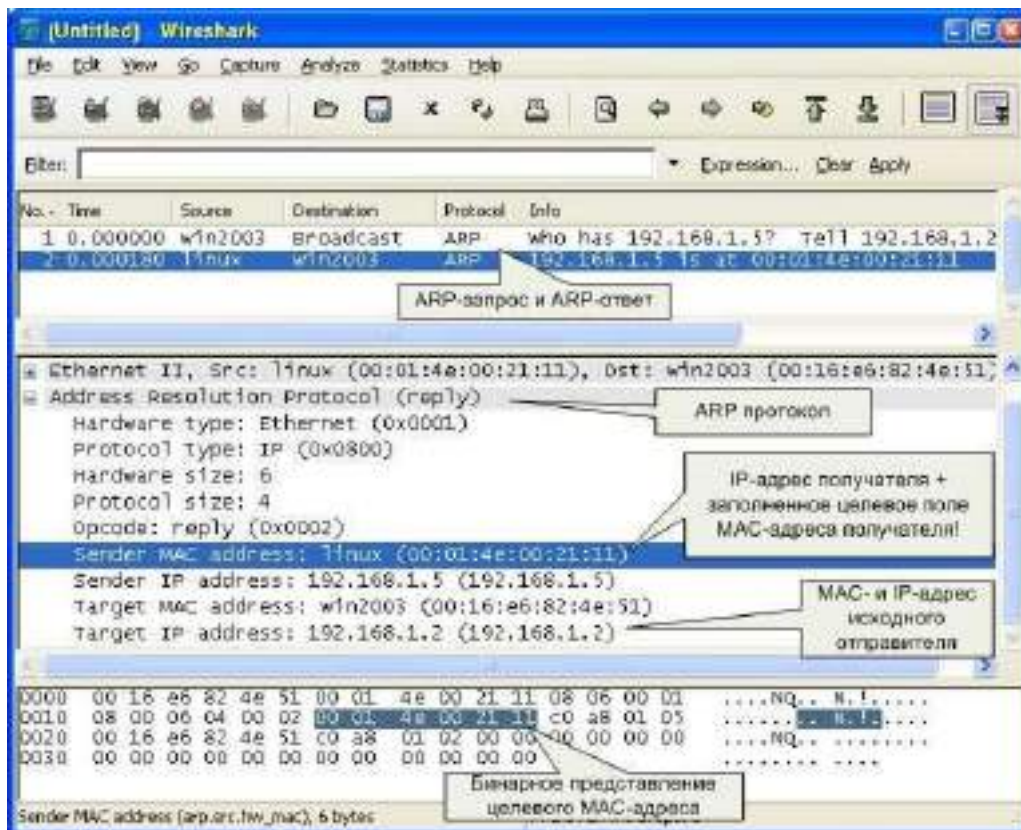 (Untitled) - Wireshark
File Edit View Go Capture Analyze Statistics Help
Filter: Expression... Clear Apply
No. - Time Source Destination Protocol Info
1 0.000000 win2003 Broadcast ARP Who has 192.168.1.5? Tell 192.168.1.2
2 0.000180 linux win2003 ARP 192.168.1.5 is at 00:01:4e:00:21:11
ARP-запрос и ARP-ответ
Ethernet II, Src: linux (00:01:4e:00:21:11), Dst: win2003 (00:16:e6:82:4e:51)
Address Resolution Protocol (reply)
ARP протокол
Hardware type: Ethernet (0x0001)
Protocol type: IP (0x0800)
Hardware size: 6
Protocol size: 4
Opcode: reply (0x0002)
IP-адрес получателя +
заполненное целевое поле
MAC-адреса получателя!
Sender MAC address: linux (00:01:4e:00:21:11)
Sender IP address: 192.168.1.5 (192.168.1.5)
Target MAC address: win2003 (00:16:e6:82:4e:51)
Target IP address: 192.168.1.2 (192.168.1.2)
MAC- и IP-адрес
исходного
отправителя
0000 00 16 e6 82 4e 51 00 01 4e 00 21 11 08 06 00 01 ....NQ.. N.!.....
0010 08 00 06 04 00 02 00 01 4e 00 21 11 c0 a8 01 05 ........ N.!.....
0020 00 16 e6 82 4e 51 c0 a8 01 02 00 00 00 00 00 00 ....NQ.. ........
0030 00 00 00 00 00 00 00 00 00 00 00 00 ........ ....
Бинарное представление
целевого MAC-адреса
Sender MAC address (arp.src.hw_mac), 6 bytes